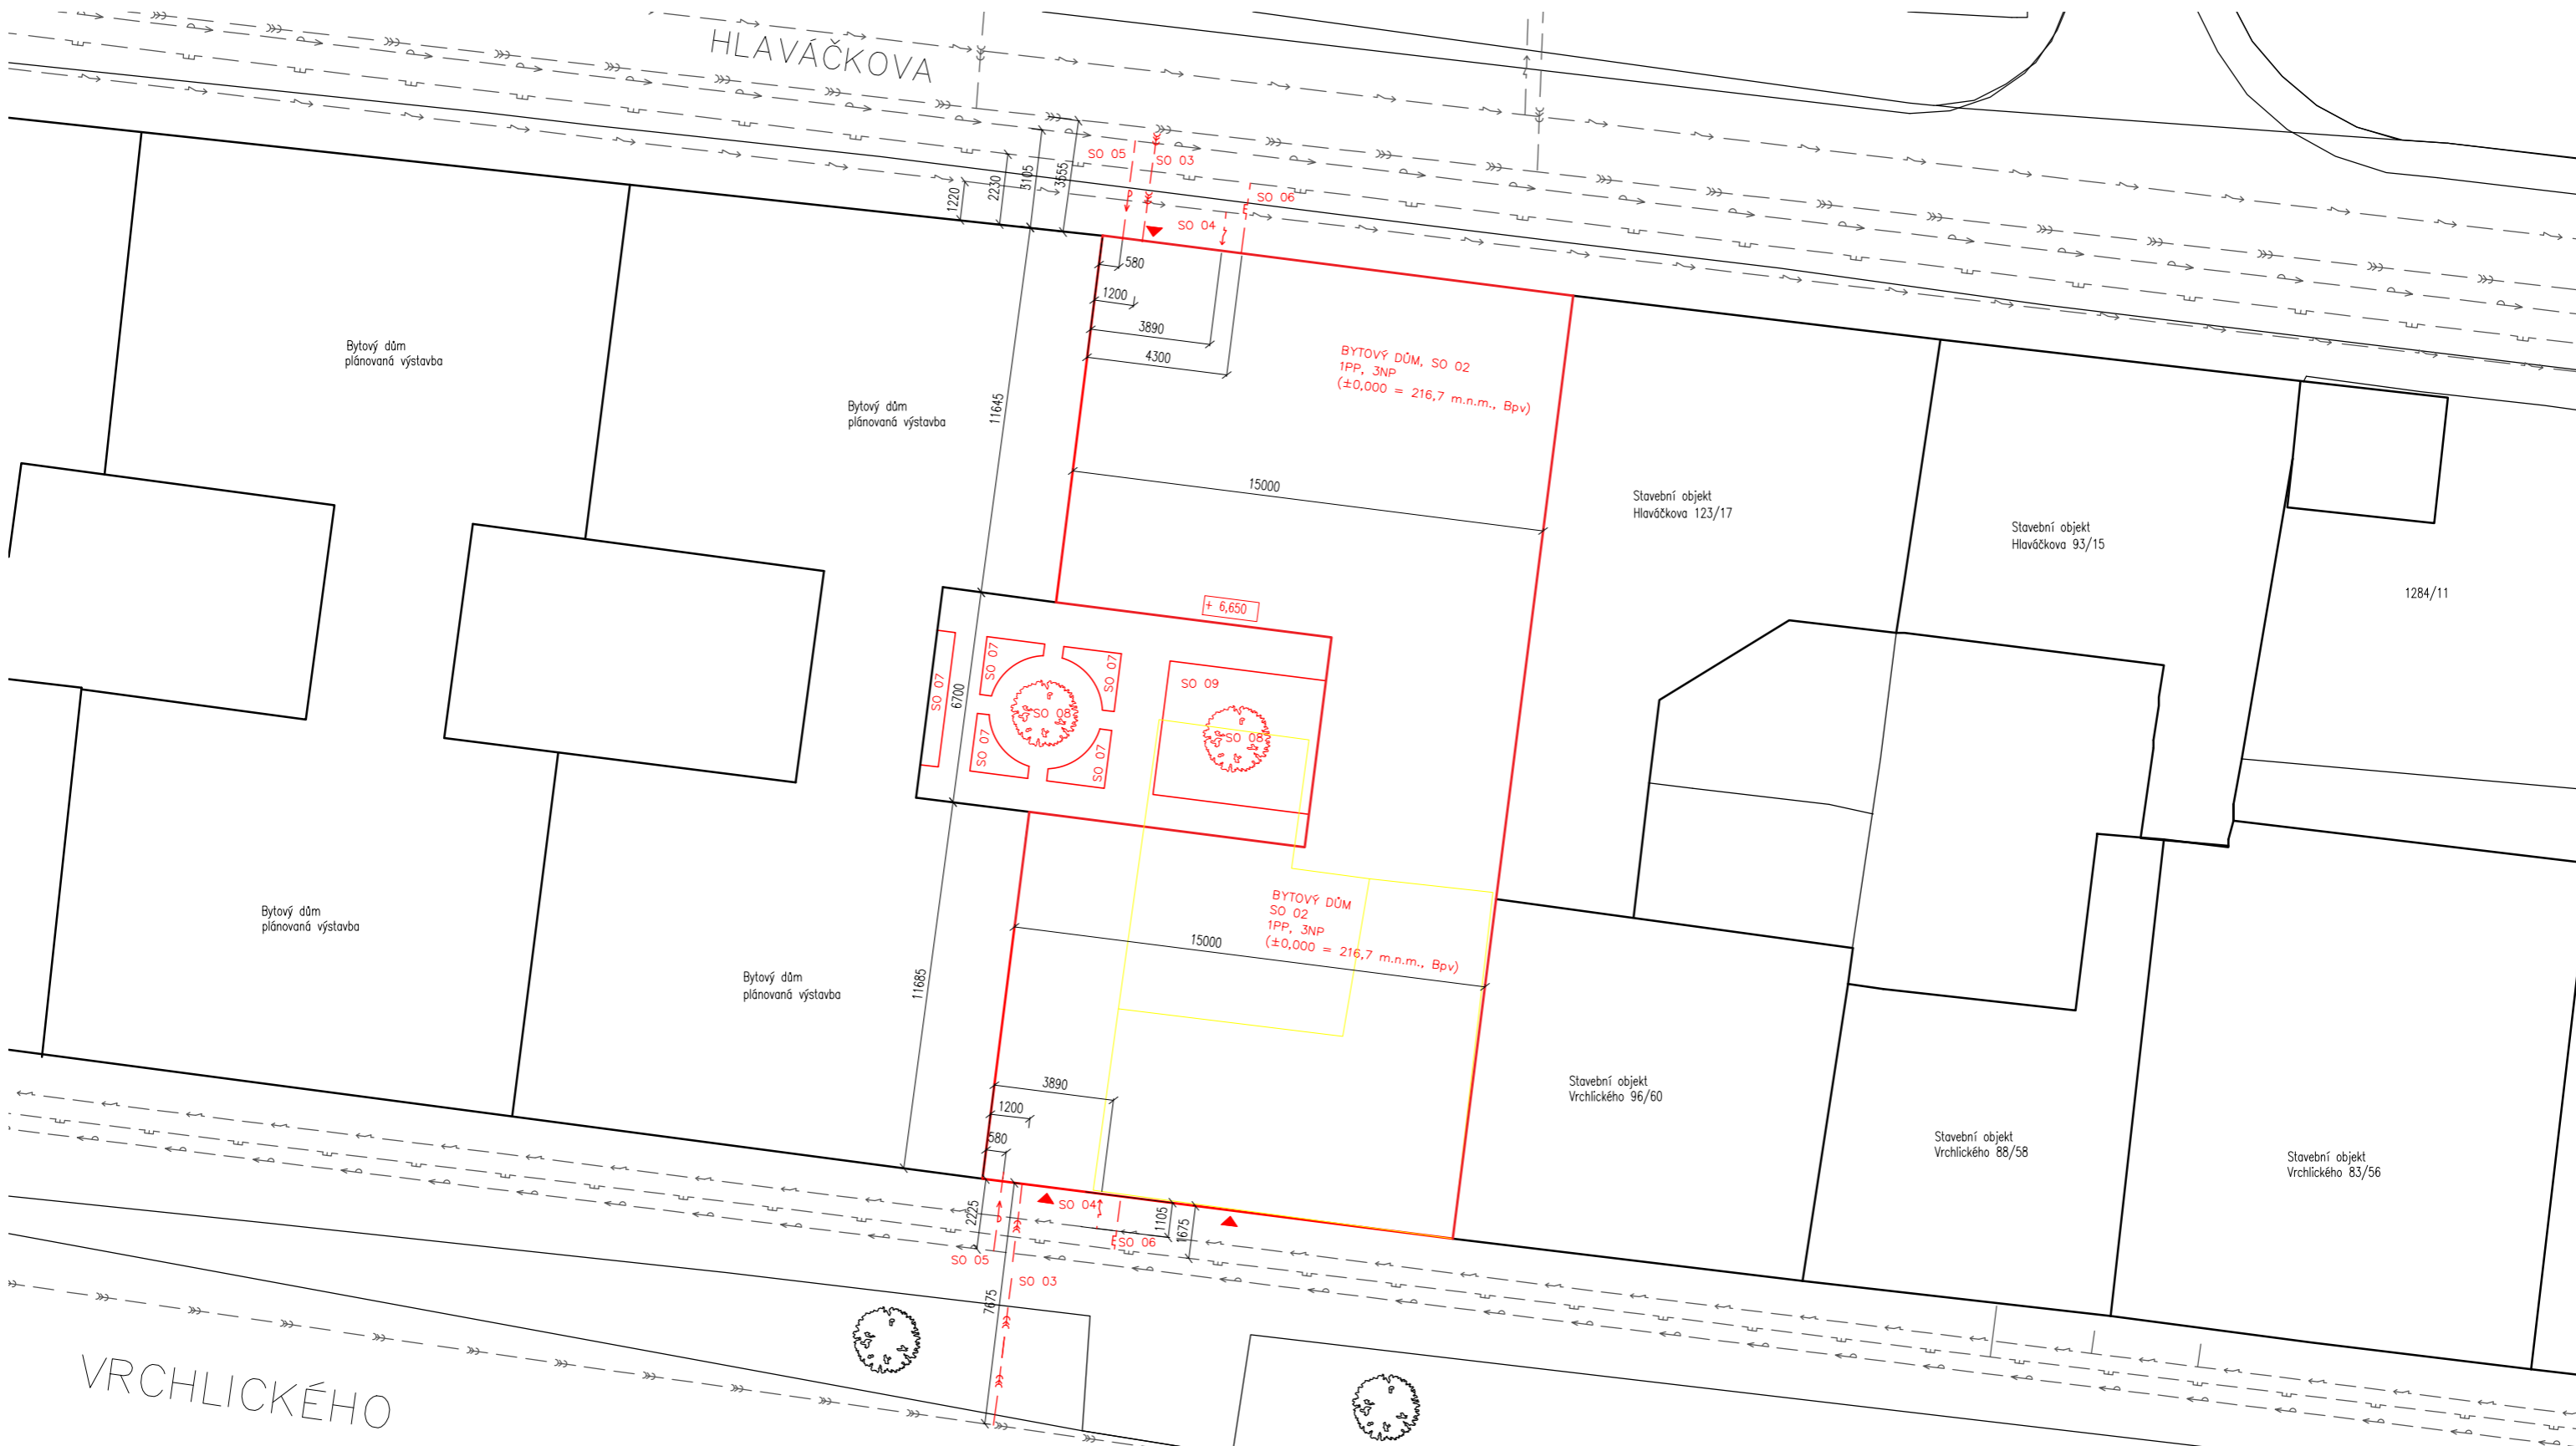 HLAVÁČKOVA
SO 05
SO 03
SO 06
SO 04
1220
2230
3105
3555
580
1200
3890
4300
Bytový dům
plánovaná výstavba
Bytový dům
plánovaná výstavba
11645
BYTOVÝ DŮM, SO 02
1PP, 3NP
(±0,000 = 216,7 m.n.m., Bpv)
15000
Stavební objekt
Hlaváčkova 123/17
Stavební objekt
Hlaváčkova 93/15
1284/11
+ 6,650
SO 07
SO 07
SO 07
SO 08
SO 07
SO 07
6700
SO 09
SO 08
Bytový dům
plánovaná výstavba
Bytový dům
plánovaná výstavba
11685
BYTOVÝ DŮM
SO 02
1PP, 3NP
(±0,000 = 216,7 m.n.m., Bpv)
15000
3890
1200
580
Stavební objekt
Vrchlického 96/60
Stavební objekt
Vrchlického 88/58
Stavební objekt
Vrchlického 83/56
2225
SO 04
1105
1675
SO 05
SO 06
SO 03
7675
VRCHLICKÉHO